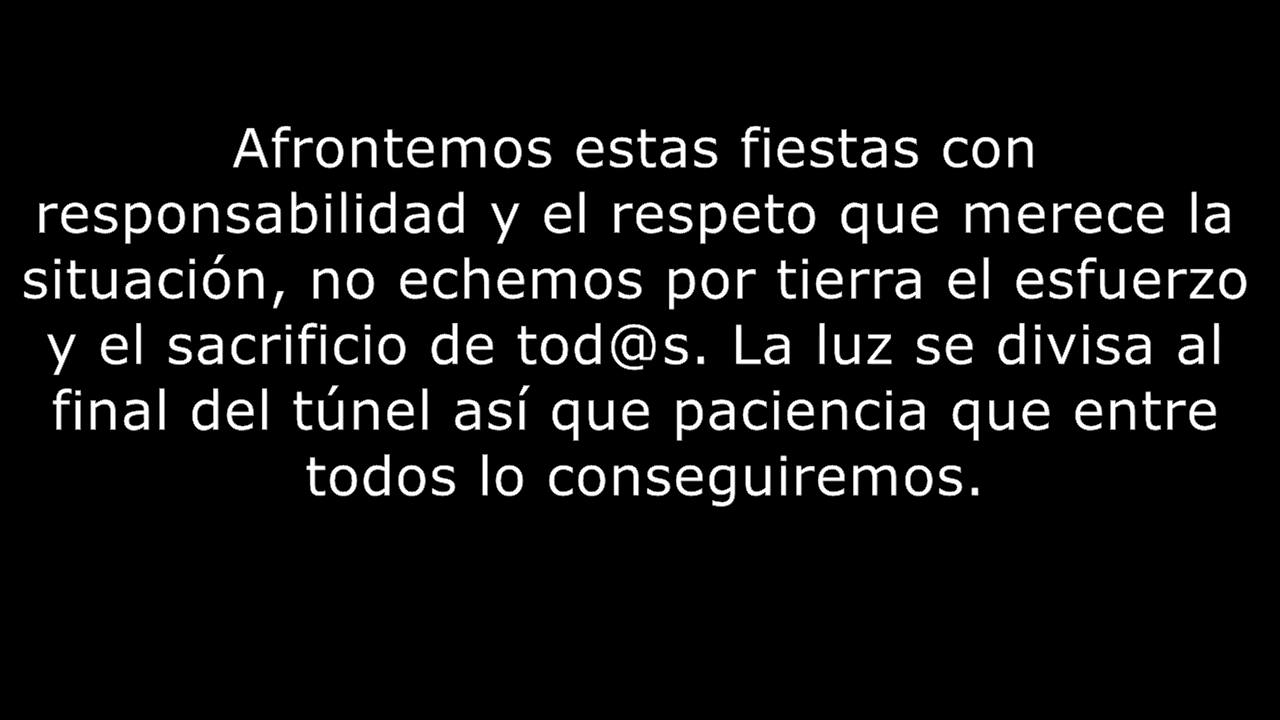 Afrontemos estas fiestas con
responsabilidad y el respeto que merece la
situación, no echemos por tierra el esfuerzo
y el sacrificio de tod@s. La luz se divisa al
final del túnel así que paciencia que entre
todos lo conseguiremos.